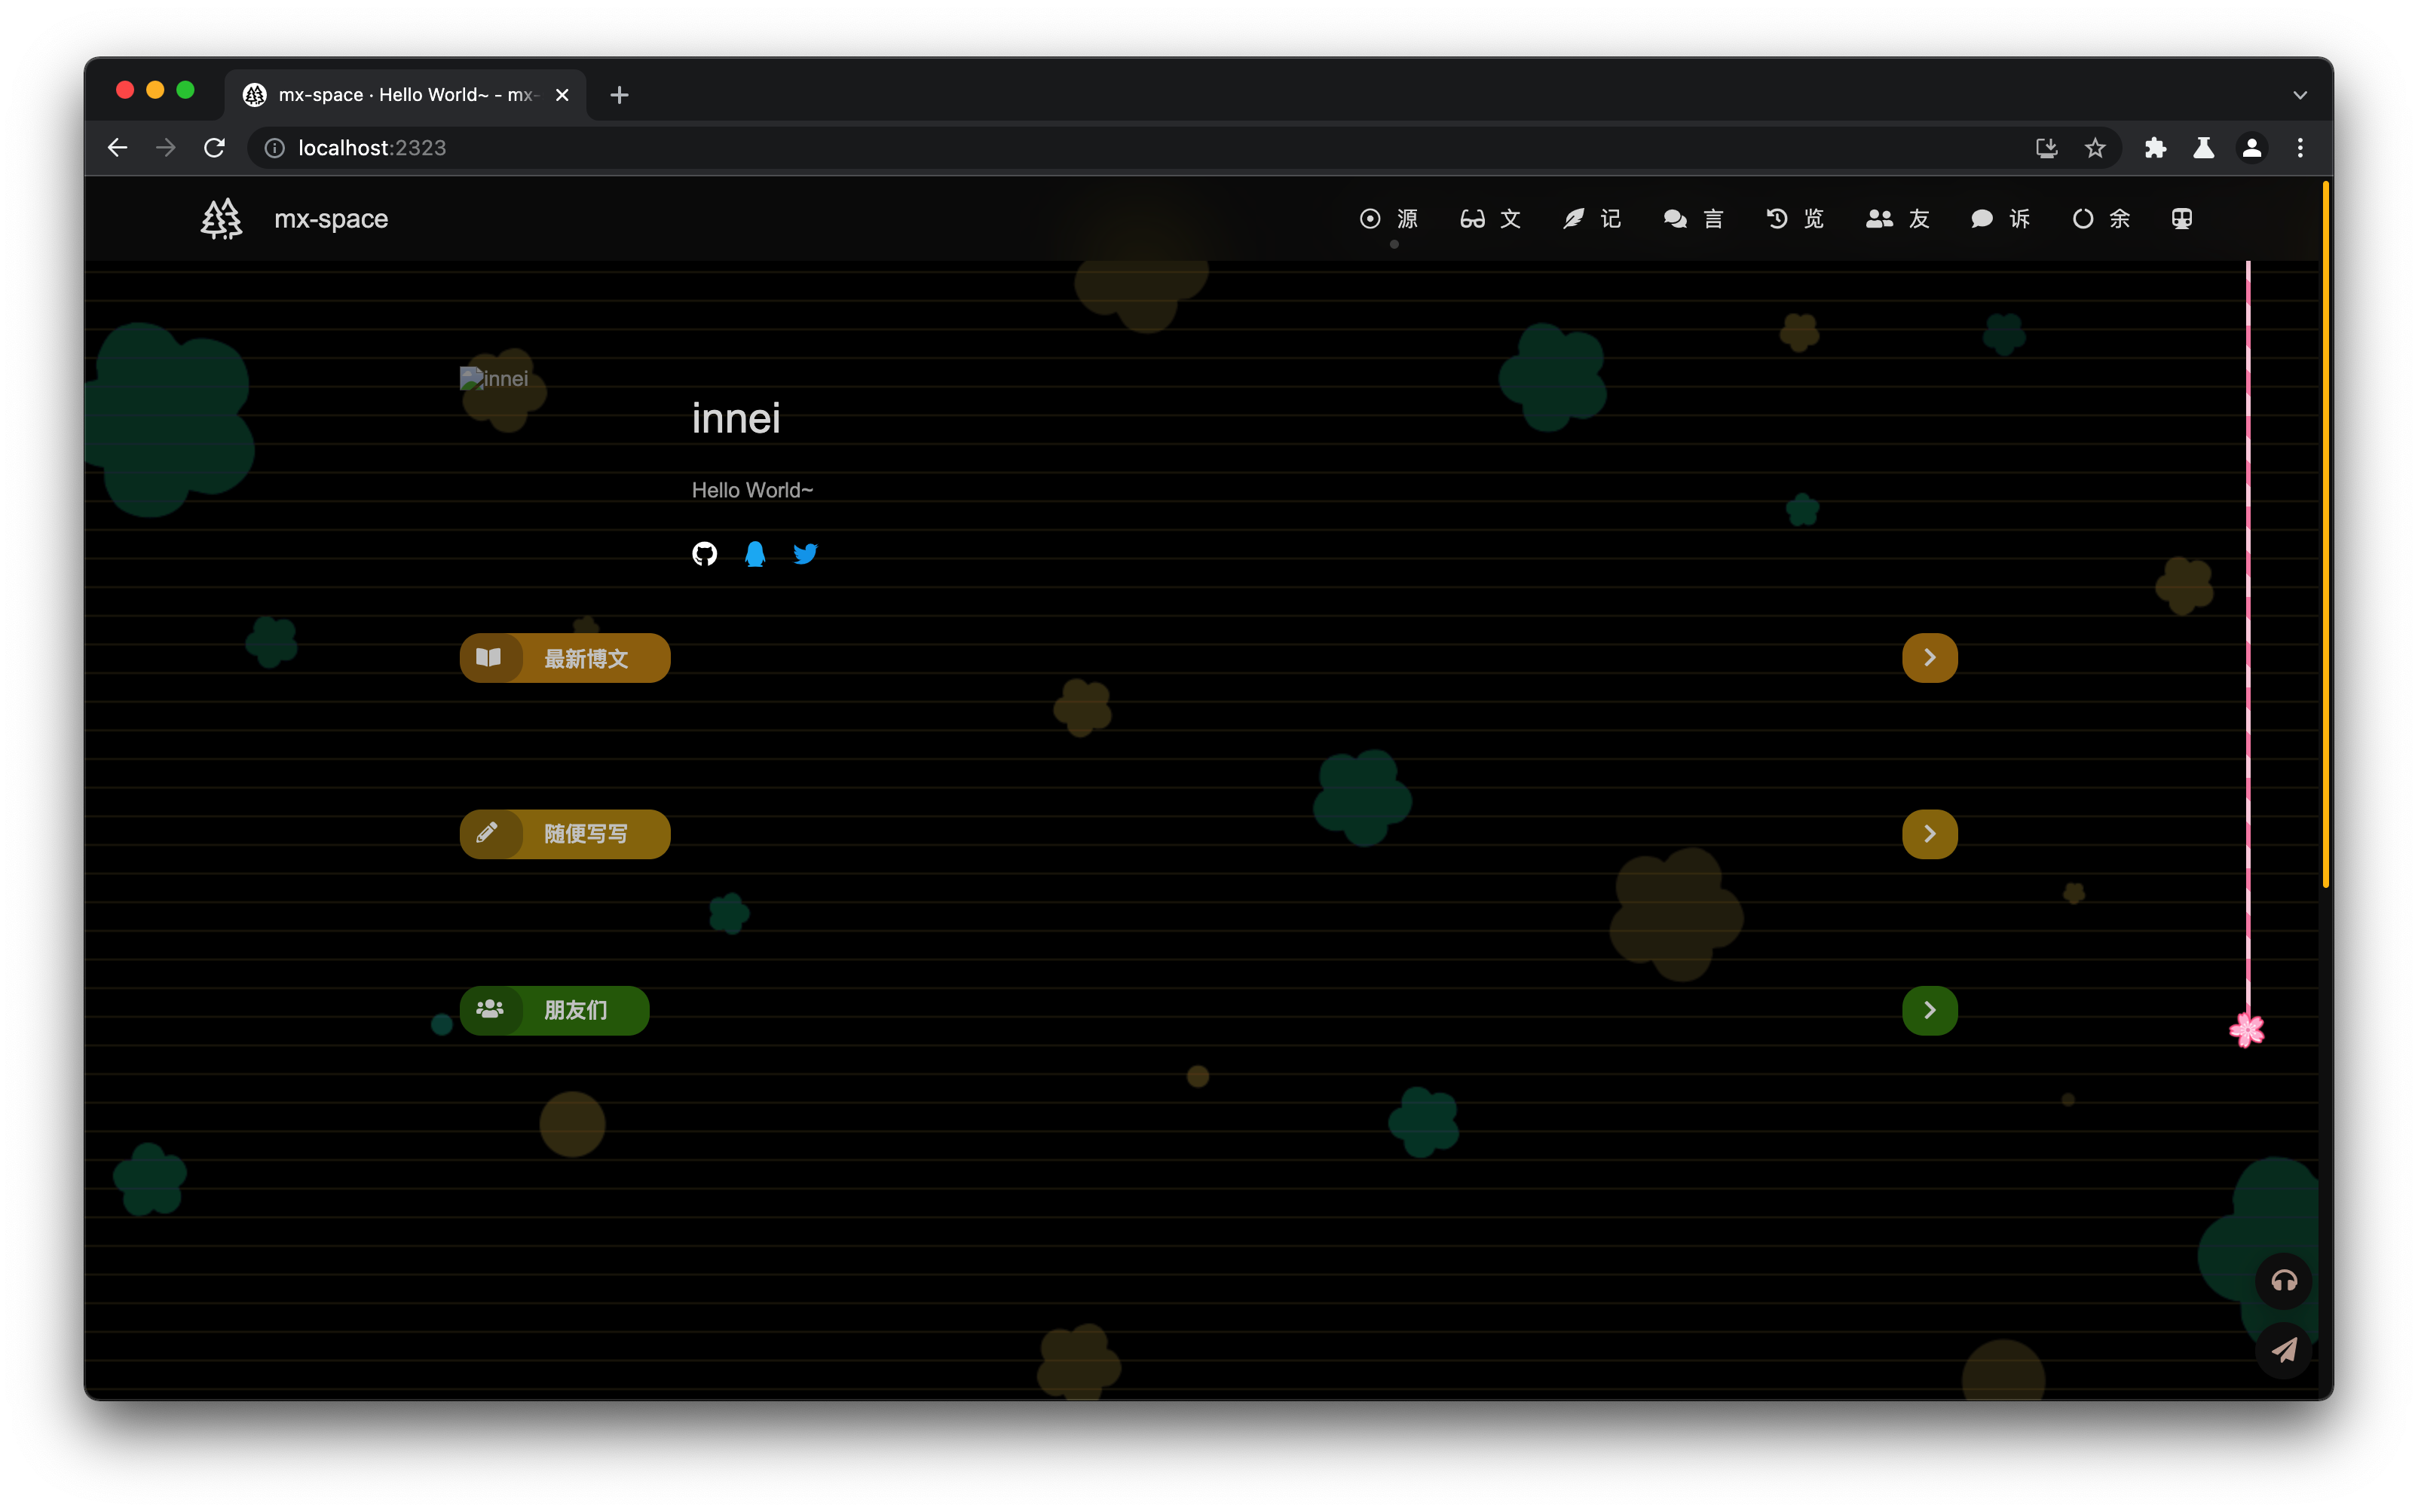 mx-space · Hello World~ - mx-
localhost:2323
mx-space
源 文 记 言 览 友 诉 余
innei
innei
Hello World~
最新博文
随便写写
朋友们